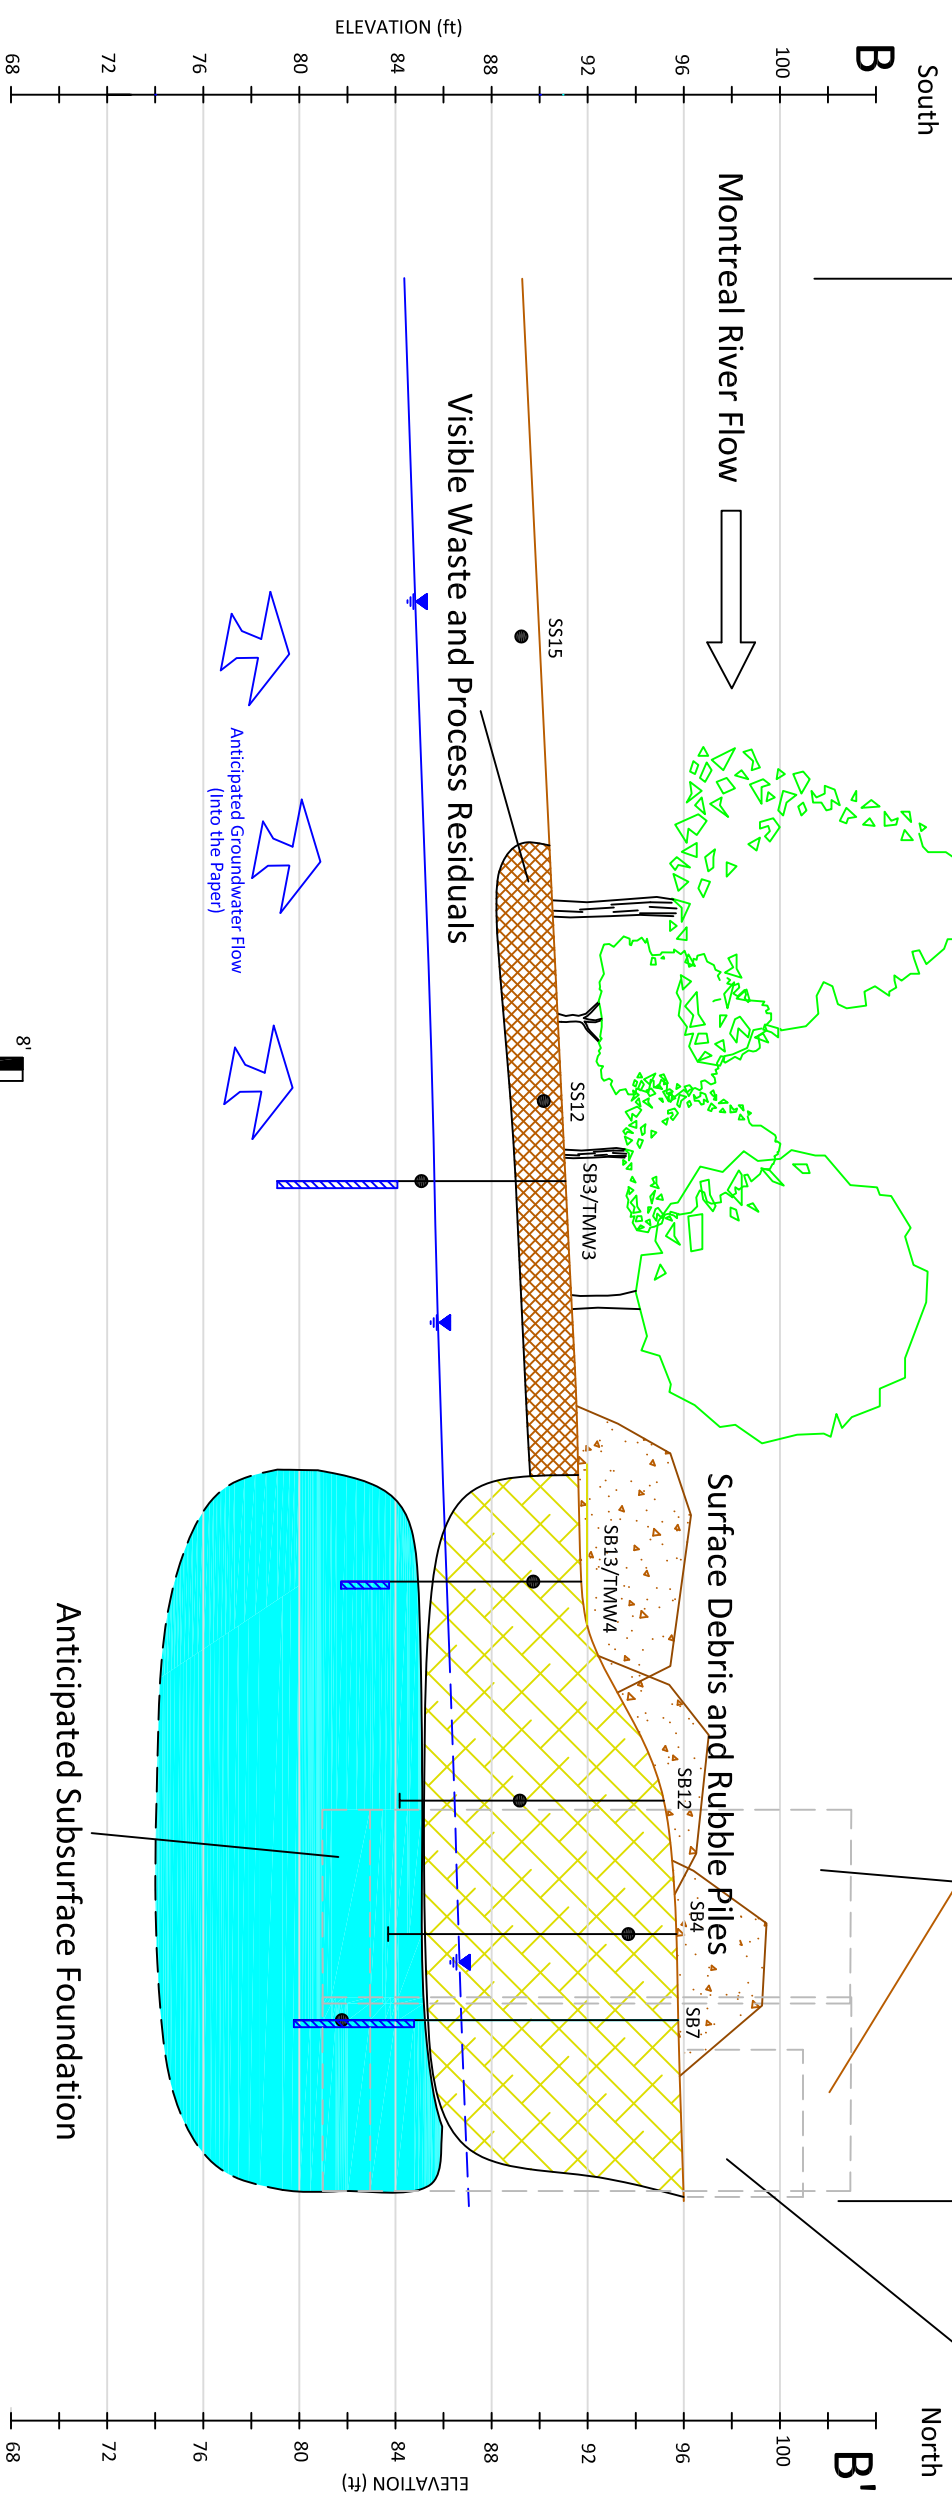 B
South
B'
North
ELEVATION (ft)
100
96
92
88
84
80
76
72
68
Montreal River Flow
Visible Waste and Process Residuals
Surface Debris and Rubble Piles
SS15
SS12
SB3/TMW3
SB13/TMW4
SB12
SB4
SB7
Anticipated Groundwater Flow
(Into the Paper)
Anticipated Subsurface Foundation
8'
ELEVATION (ft)
100
96
92
88
84
80
76
72
68